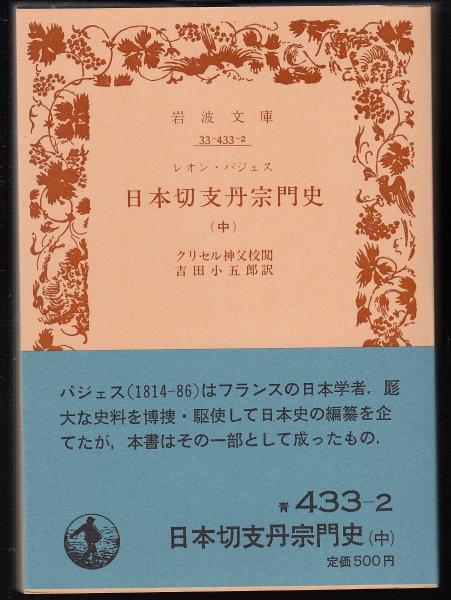 岩波文庫
33-433-2
レオン・パジェス
日本切支丹宗門史
(中)
クリセル神父校閲
吉田小五郎訳
パジェス(1814-86)はフランスの日本学者. 厖
大な史料を博捜・駆使して日本史の編纂を企
てたが, 本書はその一部として成ったもの.
青 433-2
日本切支丹宗門史(中)
定価500円